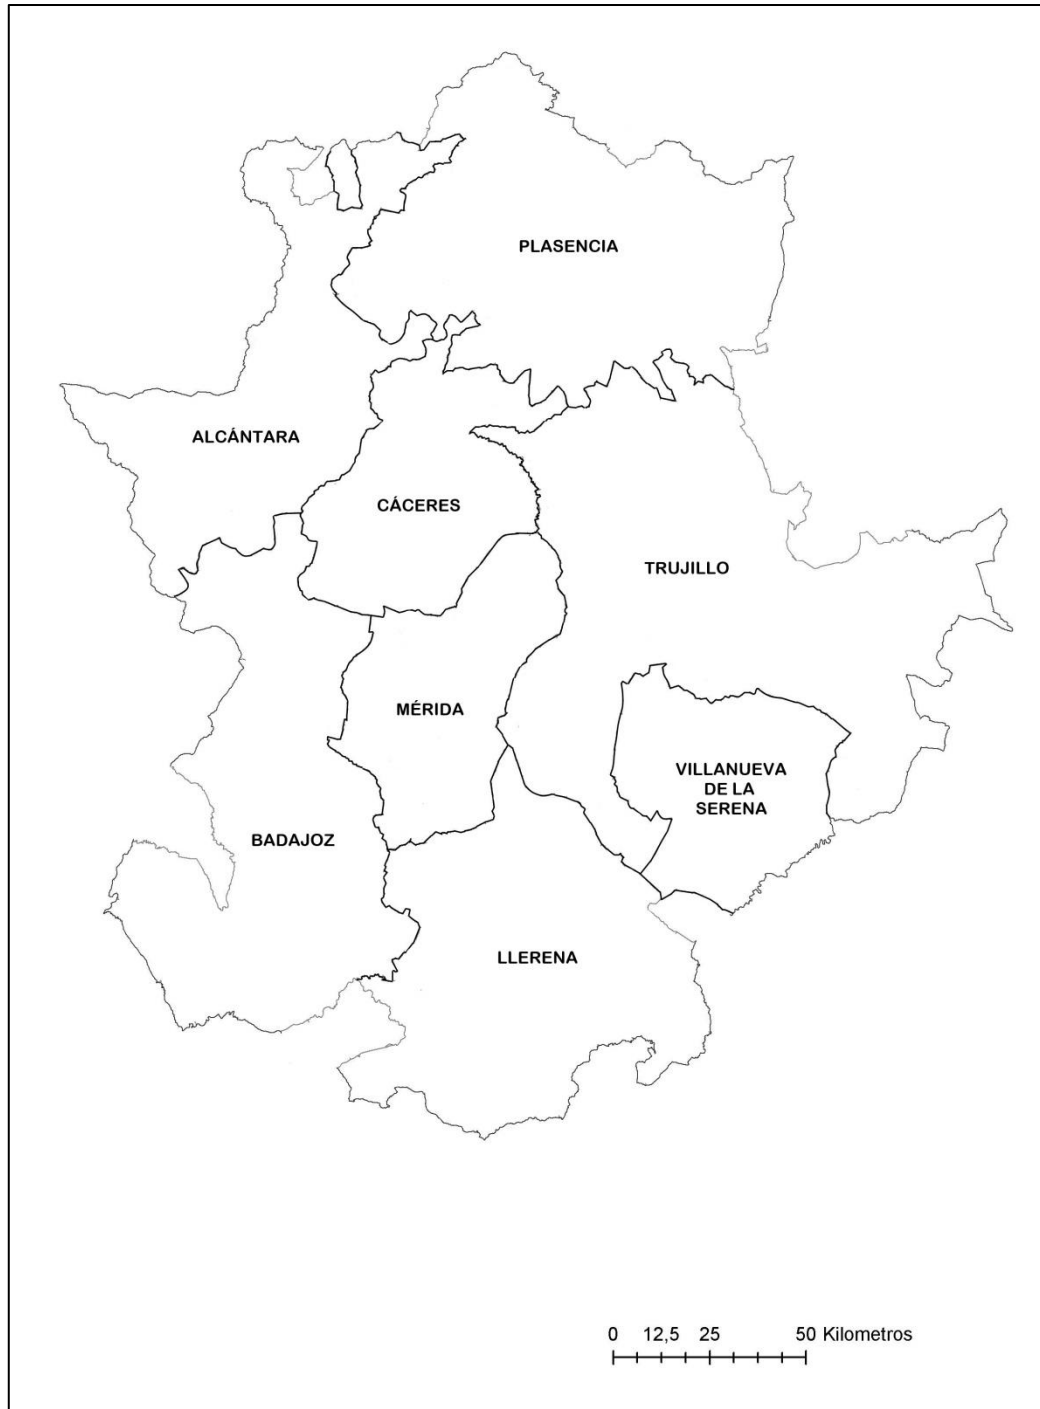 PLASENCIA
ALCÁNTARA
CÁCERES
TRUJILLO
MÉRIDA
VILLANUEVA
DE LA
SERENA
BADAJOZ
LLERENA
0 12,5 25 50 Kilometros